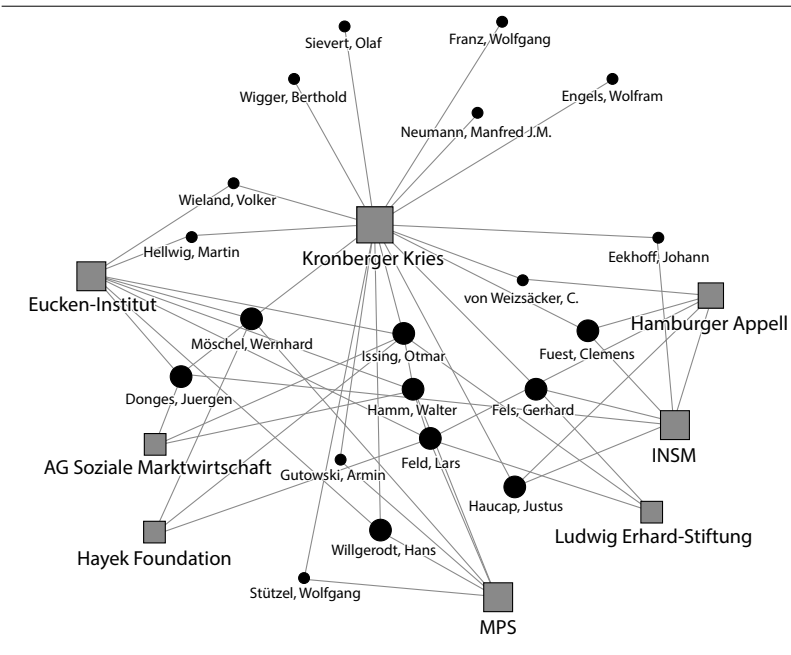 Sievert, Olaf
Franz, Wolfgang
Wigger, Berthold
Engels, Wolfram
Neumann, Manfred J.M.
Wieland, Volker
Hellwig, Martin
Kronberger Kries
Eekhoff, Johann
Eucken-Institut
von Weizsäcker, C.
Hamburger Appell
Möschel, Wernhard
Issing, Otmar
Fuest, Clemens
Donges, Juergen
Hamm, Walter
Fels, Gerhard
AG Soziale Marktwirtschaft
Gutowski, Armin
Feld, Lars
INSM
Haucap, Justus
Ludwig Erhard-Stiftung
Hayek Foundation
Willgerodt, Hans
Stützel, Wolfgang
MPS